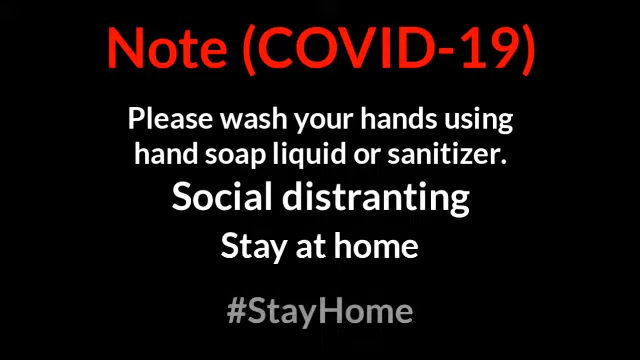 Note (COVID-19)
Please wash your hands using
hand soap liquid or sanitizer.
Social distranting
Stay at home
#StayHome